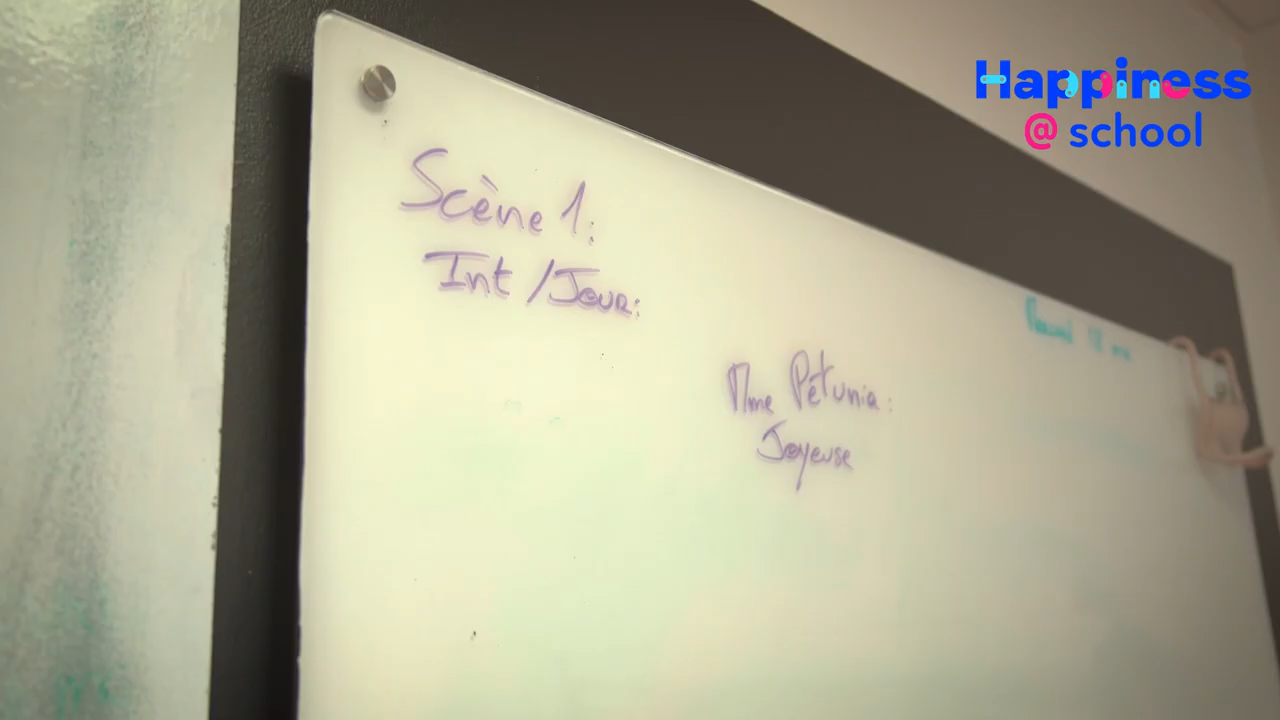 Happiness
@ school
Scène 1:
Int / Jour:
Mme Pétunia:
Joyeuse